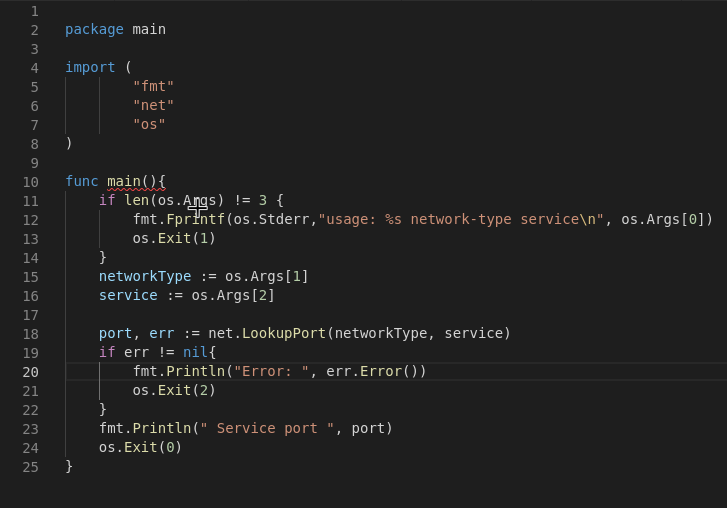 1
2 package main
3
4 import (
5 "fmt"
6 "net"
7 "os"
8 )
9
10 func main(){
11 if len(os.Args) != 3 {
12 fmt.Fprintf(os.Stderr,"usage: %s network-type service\n", os.Args[0])
13 os.Exit(1)
14 }
15 networkType := os.Args[1]
16 service := os.Args[2]
17
18 port, err := net.LookupPort(networkType, service)
19 if err != nil{
20 fmt.Println("Error: ", err.Error())
21 os.Exit(2)
22 }
23 fmt.Println(" Service port ", port)
24 os.Exit(0)
25 }